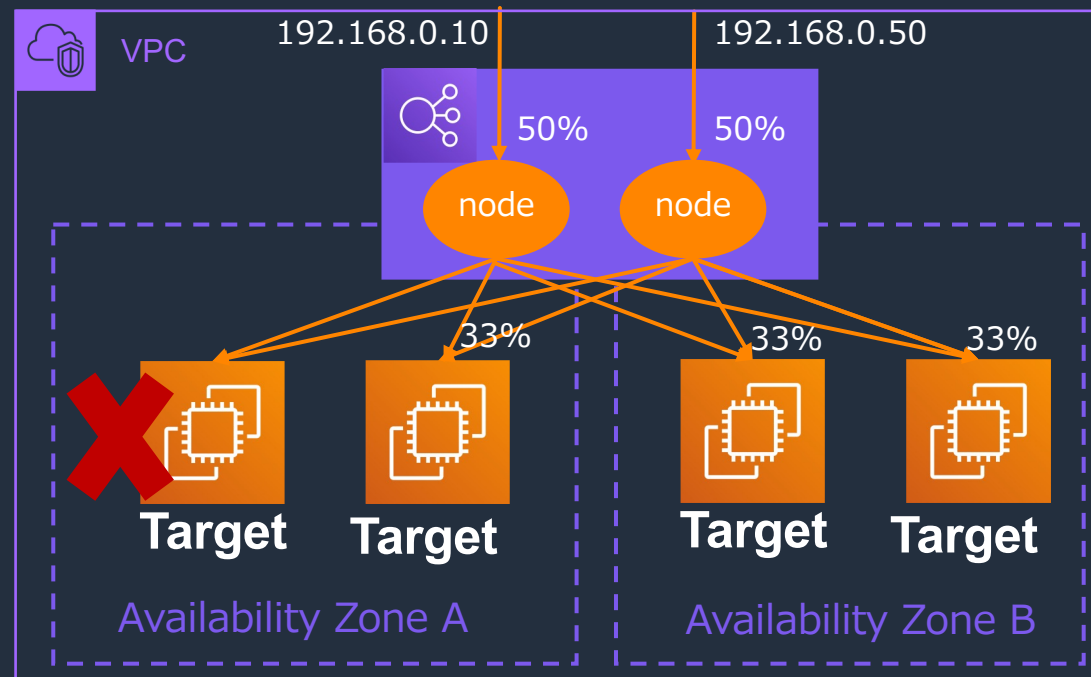 VPC
192.168.0.10
192.168.0.50
50%
50%
node
node
33%
33%
33%
Target
Target
Target
Target
Availability Zone A
Availability Zone B